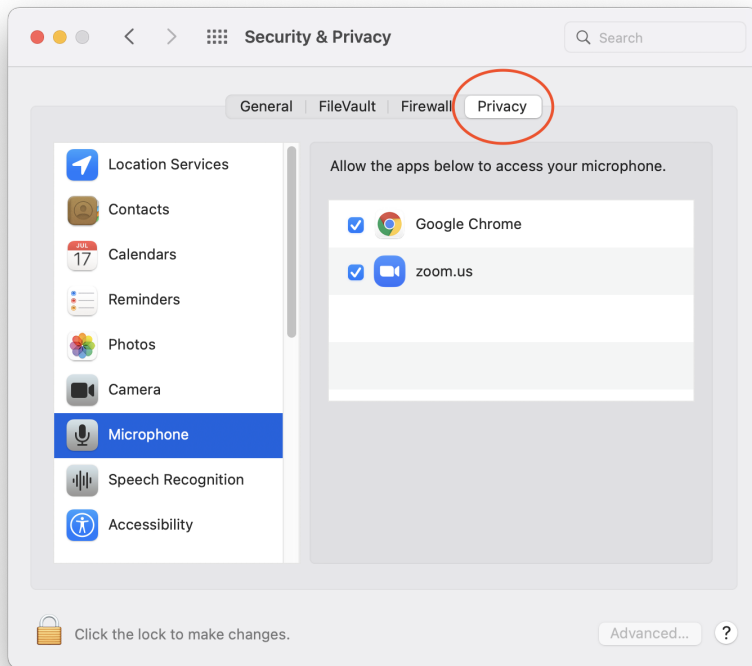 Security & Privacy
Search
General FileVault Firewall Privacy
Location Services
Contacts
JUL
17
Calendars
Reminders
Photos
Camera
Microphone
Speech Recognition
Accessibility
Allow the apps below to access your microphone.
Google Chrome
zoom.us
Click the lock to make changes.
Advanced...
?